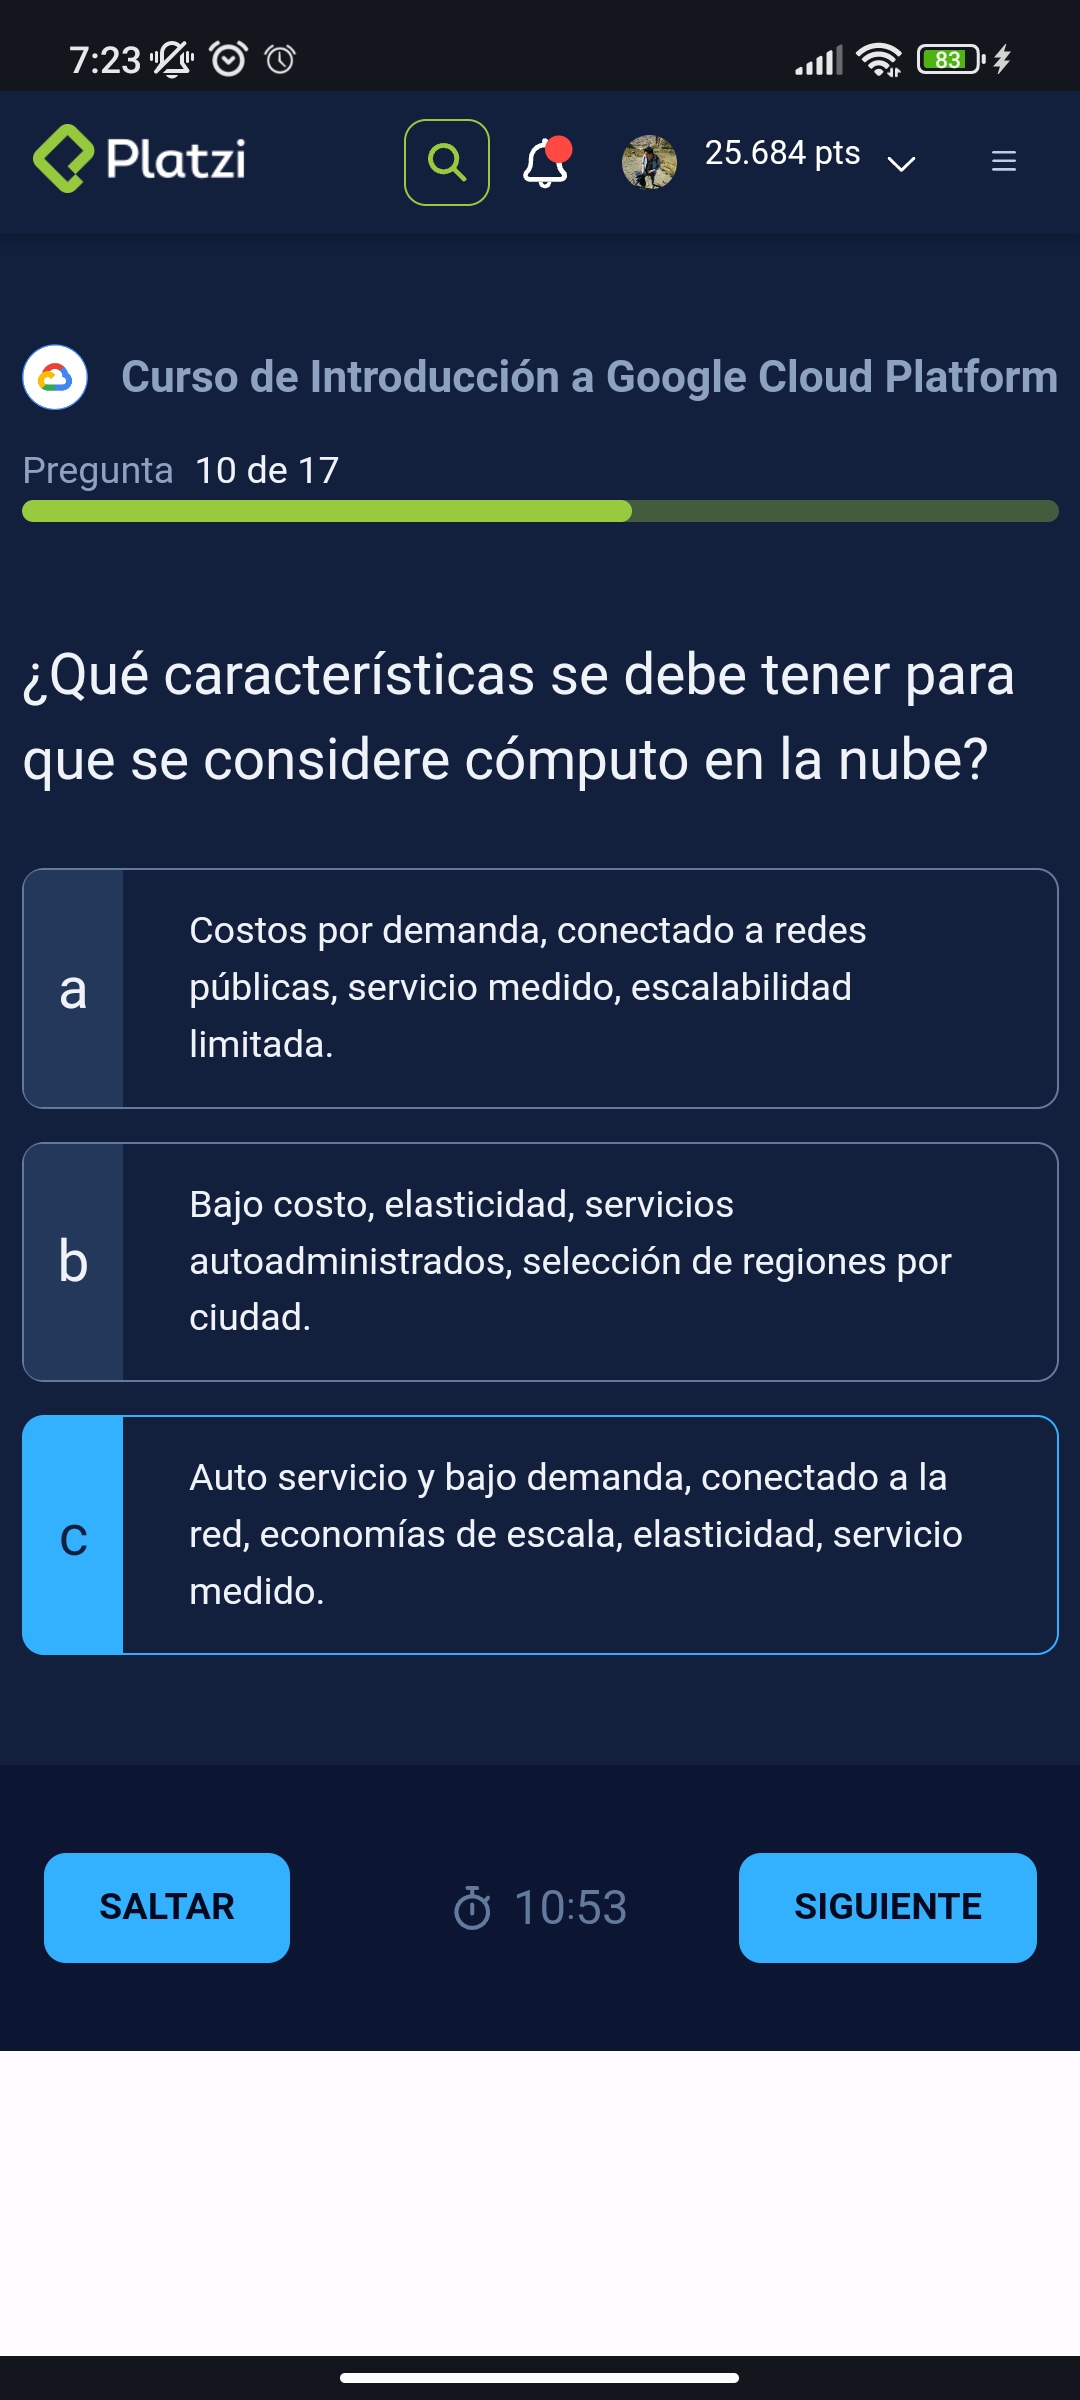 7:23
83
Platzi
25.684 pts
Curso de Introducción a Google Cloud Platform
Pregunta 10 de 17
¿Qué características se debe tener para
que se considere cómputo en la nube?
a
Costos por demanda, conectado a redes
públicas, servicio medido, escalabilidad
limitada.
b
Bajo costo, elasticidad, servicios
autoadministrados, selección de regiones por
ciudad.
c
Auto servicio y bajo demanda, conectado a la
red, economías de escala, elasticidad, servicio
medido.
SALTAR
10:53
SIGUIENTE